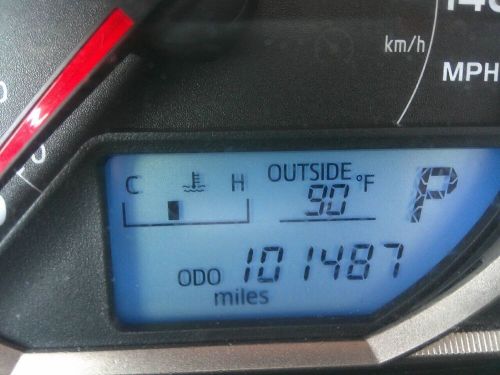 km/h
MPH
C H OUTSIDE
90 °F P
ODO 101487
miles